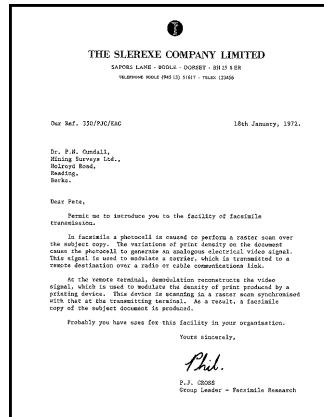 THE SLEREXE COMPANY LIMITED
SAPORS LANE - BOOLE - DORSET - BH 25 8 ER
TELEPHONE BOOLE (945 13) 51617 - TELEX 123456
Our Ref. 350/PJC/EAC 18th January, 1972.
Dr. P.N. Cundall,
Mining Surveys Ltd.,
Holroyd Road,
Reading,
Berks.
Dear Pete,
Permit me to introduce you to the facility of facsimile
transmission.
In facsimile a photocell is caused to perform a raster scan over
the subject copy. The variations of print density on the document
cause the photocell to generate an analogous electrical video signal.
This signal is used to modulate a carrier, which is transmitted to a
remote destination over a radio or cable communications link.
At the remote terminal, demodulation reconstructs the video
signal, which is used to modulate the density of print produced by a
printing device. This device is scanning in a raster scan synchronised
with that at the transmitting terminal. As a result, a facsimile
copy of the subject document is produced.
Probably you have uses for this facility in your organisation.
Yours sincerely,
Phil.
P.J. CROSS
Group Leader - Facsimile Research